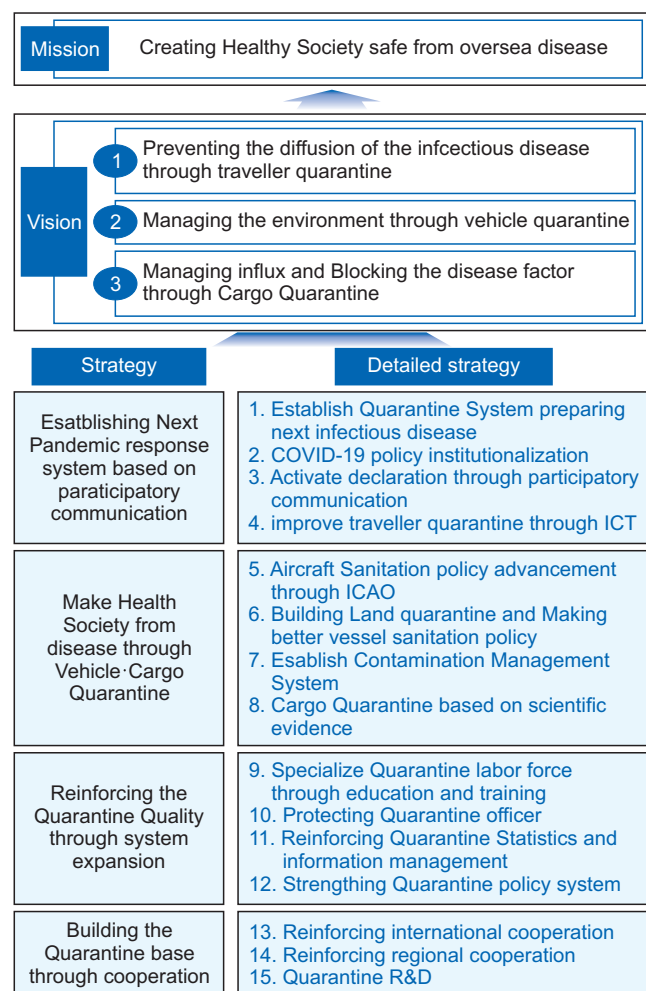 Mission
Creating Healthy Society safe from oversea disease
Vision
1
Preventing the diffusion of the infcectious disease
through traveller quarantine
2
Managing the environment through vehicle quarantine
3
Managing influx and Blocking the disease factor
through Cargo Quarantine
Strategy
Detailed strategy
Esatblishing Next
Pandemic response
system based on
paraticipatory
communication
1. Establish Quarantine System preparing
next infectious disease
2. COVID-19 policy institutionalization
3. Activate declaration through participatory
communication
4. improve traveller quarantine through ICT
Make Health
Society from
disease through
Vehicle·Cargo
Quarantine
5. Aircraft Sanitation policy advancement
through ICAO
6. Building Land quarantine and Making
better vessel sanitation policy
7. Esablish Contamination Management
System
8. Cargo Quarantine based on scientific
evidence
Reinforcing the
Quarantine Quality
through system
expansion
9. Specialize Quarantine labor force
through education and training
10. Protecting Quarantine officer
11. Reinforcing Quarantine Statistics and
information management
12. Strengthing Quarantine policy system
Building the
Quarantine base
through cooperation
13. Reinforcing international cooperation
14. Reinforcing regional cooperation
15. Quarantine R&D